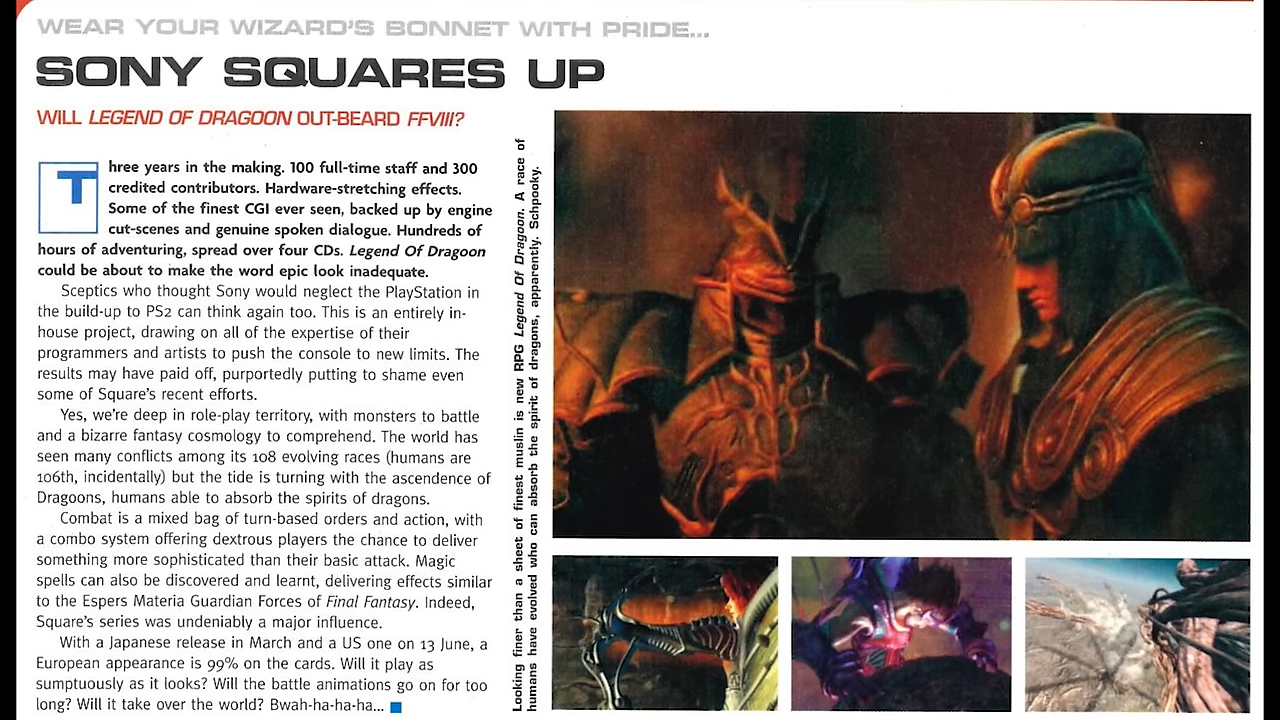 WEAR YOUR WIZARD'S BONNET WITH PRIDE...
SONY SQUARES UP
WILL LEGEND OF DRAGOON OUT-BEARD FFVIII?
Three years in the making. 100 full-time staff and 300
credited contributors. Hardware-stretching effects.
Some of the finest CGI ever seen, backed up by engine
cut-scenes and genuine spoken dialogue. Hundreds of
hours of adventuring, spread over four CDs. Legend Of Dragoon
could be about to make the word epic look inadequate.
Sceptics who thought Sony would neglect the PlayStation in
the build-up to PS2 can think again too. This is an entirely in-
house project, drawing on all of the expertise of their
programmers and artists to push the console to new limits. The
results may have paid off, purportedly putting to shame even
some of Square's recent efforts.
Yes, we're deep in role-play territory, with monsters to battle
and a bizarre fantasy cosmology to comprehend. The world has
seen many conflicts among its 108 evolving races (humans are
106th, incidentally) but the tide is turning with the ascendence of
Dragoons, humans able to absorb the spirits of dragons.
Combat is a mixed bag of turn-based orders and action, with
a combo system offering dextrous players the chance to deliver
something more sophisticated than their basic attack. Magic
spells can also be discovered and learnt, delivering effects similar
to the Espers Materia Guardian Forces of Final Fantasy. Indeed,
Square's series was undeniably a major influence.
With a Japanese release in March and a US one on 13 June, a
European appearance is 99% on the cards. Will it play as
sumptuously as it looks? Will the battle animations go on for too
long? Will it take over the world? Bwah-ha-ha-ha...
Looking finer than a sheet of finest muslin is new RPG Legend Of Dragoon. A race of
humans have evolved who can absorb the spirit of dragons, apparently. Schpooky.